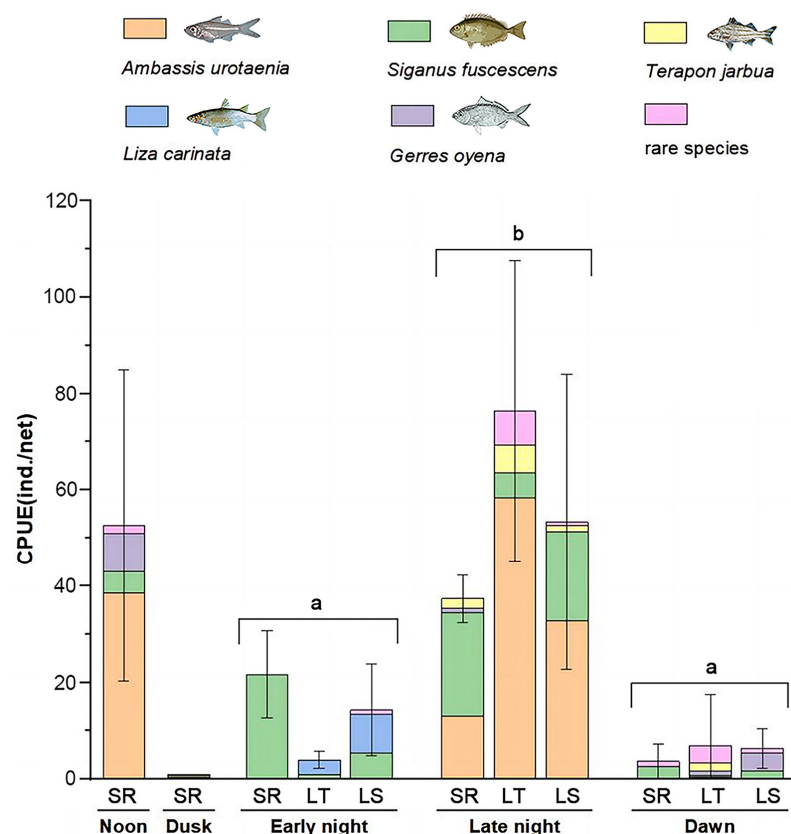 Ambassis urotaenia
Siganus fuscescens
Terapon jarbua
Liza carinata
Gerres oyena
rare species
CPUE(ind./net)
120
100
80
60
40
20
0
a
b
a
SR SR SR LT LS SR LT LS SR LT LS
Noon Dusk Early night Late night Dawn